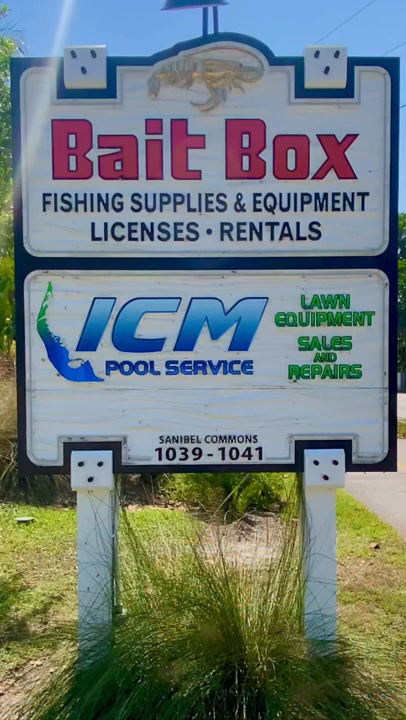 Bait Box
FISHING SUPPLIES & EQUIPMENT
LICENSES • RENTALS
ICM
POOL SERVICE
LAWN
EQUIPMENT
SALES
AND
REPAIRS
SANIBEL COMMONS
1039 - 1041